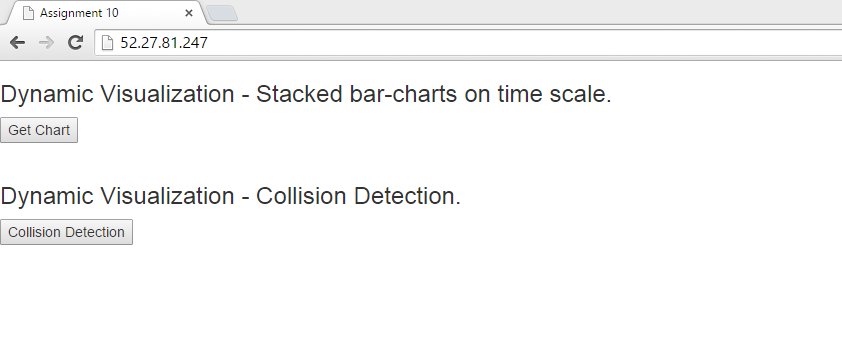 Assignment 10
52.27.81.247
Dynamic Visualization - Stacked bar-charts on time scale.
Get Chart
Dynamic Visualization - Collision Detection.
Collision Detection